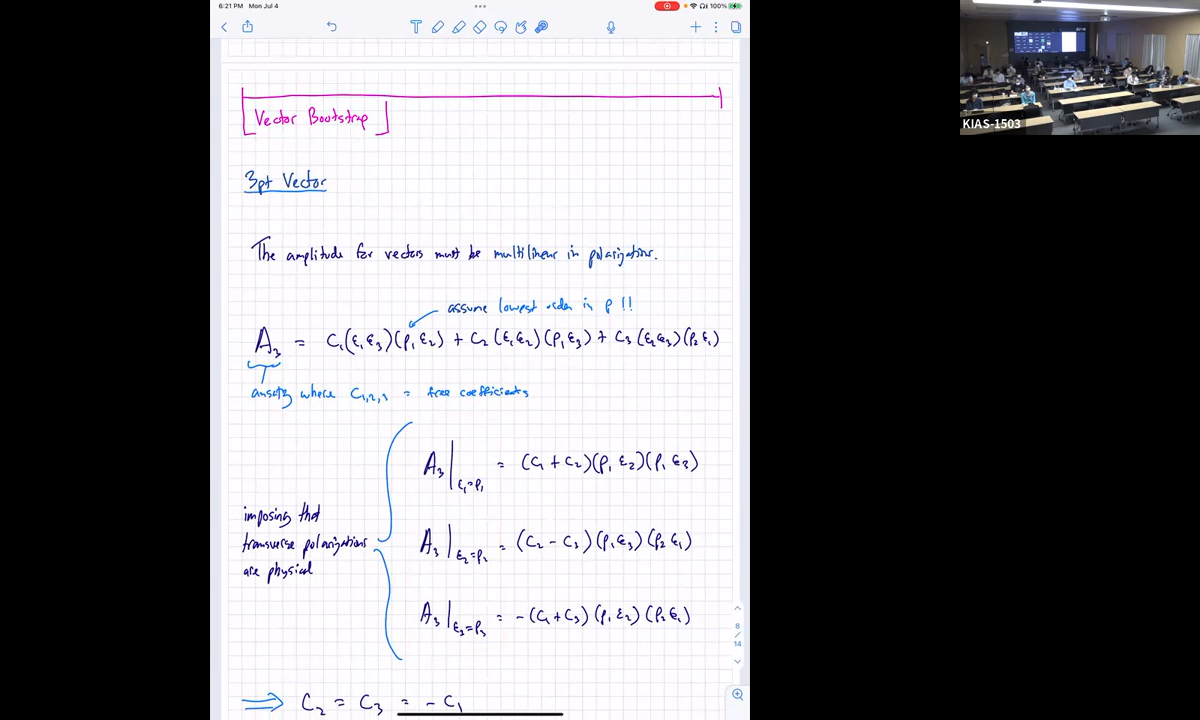 6:21 PM Mon Jul 4
100%
Vector Bootstrap
3pt Vector
The amplitude for vectors must be multilinear in polarizations.
assume lowest order in p !!
A₃ = C₁(ε₁ε₃)(p₁ε₂) + C₂(ε₁ε₂)(p₁ε₃) + C₃(ε₂ε₃)(p₂ε₁)
ansatz where C₁,₂,₃ = free coefficients
A₃|ε₁=p₁ = (C₁ + C₂)(p₁ε₂)(p₁ε₃)
imposing that
transverse polarizations
are physical
A₃|ε₂=p₂ = (C₂ − C₃)(p₁ε₃)(p₂ε₁)
A₃|ε₃=p₃ = −(C₁ + C₃)(p₁ε₂)(p₂ε₁)
⟹ C₂ = C₃ = − C₁
8
/
14
KIAS-1503